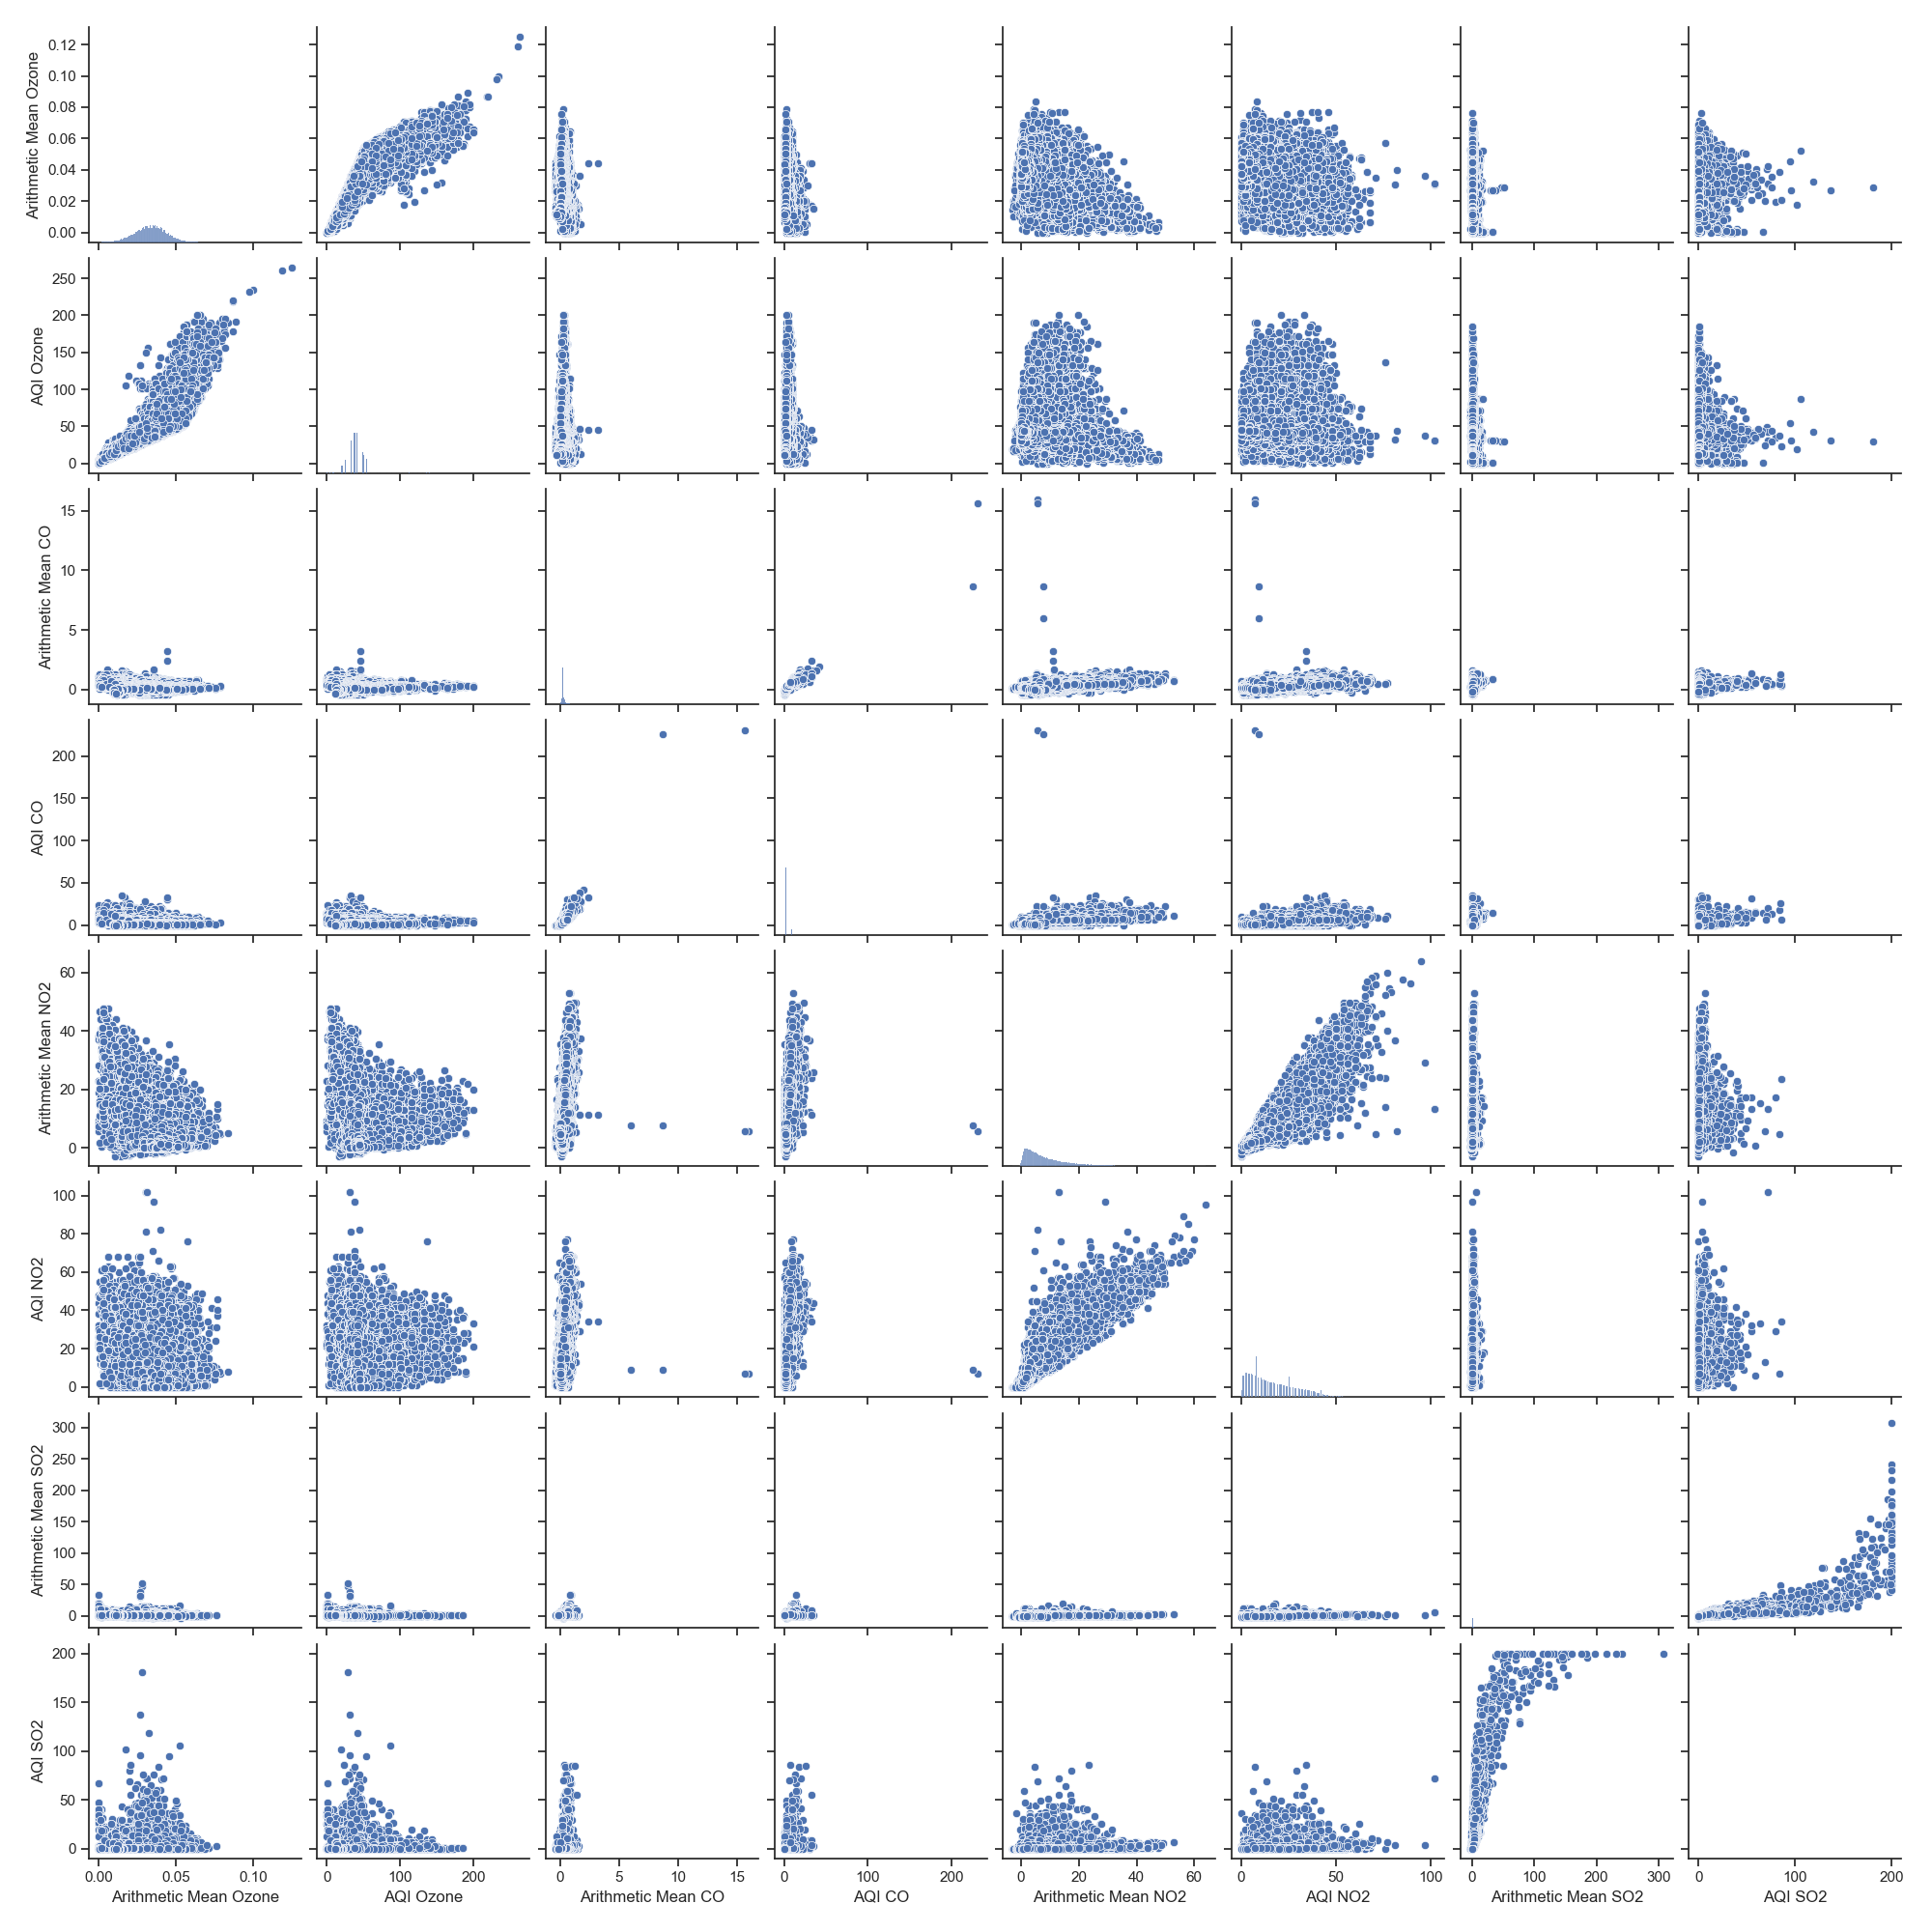 Arithmetic Mean Ozone
0.12
0.10
0.08
0.06
0.04
0.02
0.00
AQI Ozone
250
200
150
100
50
0
Arithmetic Mean CO
15
10
5
0
AQI CO
200
150
100
50
0
Arithmetic Mean NO2
60
40
20
0
AQI NO2
100
80
60
40
20
0
Arithmetic Mean SO2
300
250
200
150
100
50
0
AQI SO2
200
150
100
50
0
0.00 0.05 0.10
Arithmetic Mean Ozone
0 100 200
AQI Ozone
0 5 10 15
Arithmetic Mean CO
0 100 200
AQI CO
0 20 40 60
Arithmetic Mean NO2
0 50 100
AQI NO2
0 100 200 300
Arithmetic Mean SO2
0 100 200
AQI SO2